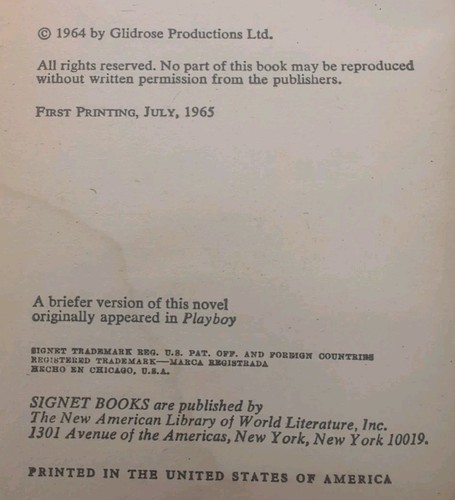 © 1964 by Glidrose Productions Ltd.
All rights reserved. No part of this book may be reproduced
without written permission from the publishers.
First Printing, July, 1965
A briefer version of this novel
originally appeared in Playboy
SIGNET TRADEMARK REG. U.S. PAT. OFF. AND FOREIGN COUNTRIES
REGISTERED TRADEMARK—MARCA REGISTRADA
HECHO EN CHICAGO, U.S.A.
SIGNET BOOKS are published by
The New American Library of World Literature, Inc.
1301 Avenue of the Americas, New York, New York 10019.
PRINTED IN THE UNITED STATES OF AMERICA